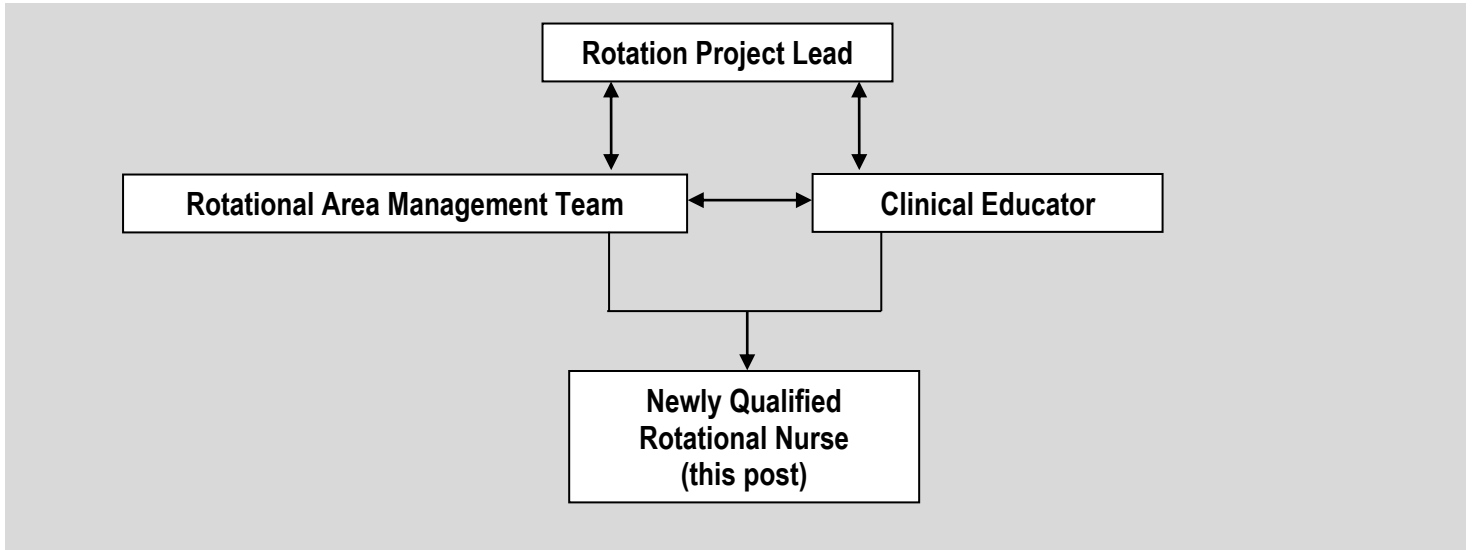 Rotation Project Lead
Rotational Area Management Team
Clinical Educator
Newly Qualified
Rotational Nurse
(this post)